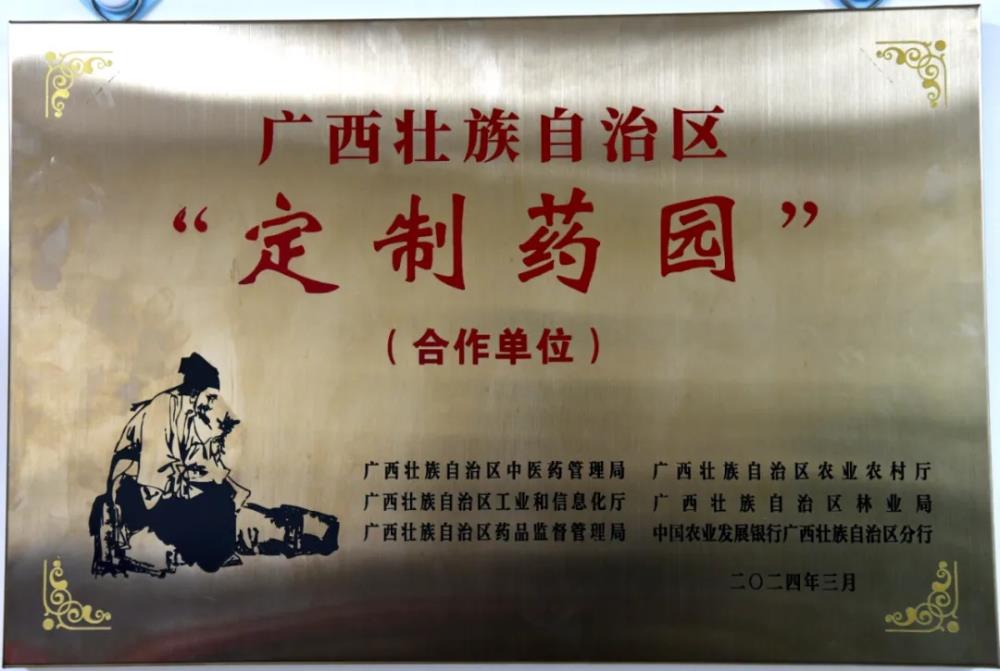 广西壮族自治区
“定制药园”
（合作单位）
广西壮族自治区中医药管理局 广西壮族自治区农业农村厅
广西壮族自治区工业和信息化厅 广西壮族自治区林业局
广西壮族自治区药品监督管理局 中国农业发展银行广西壮族自治区分行
二〇二四年三月